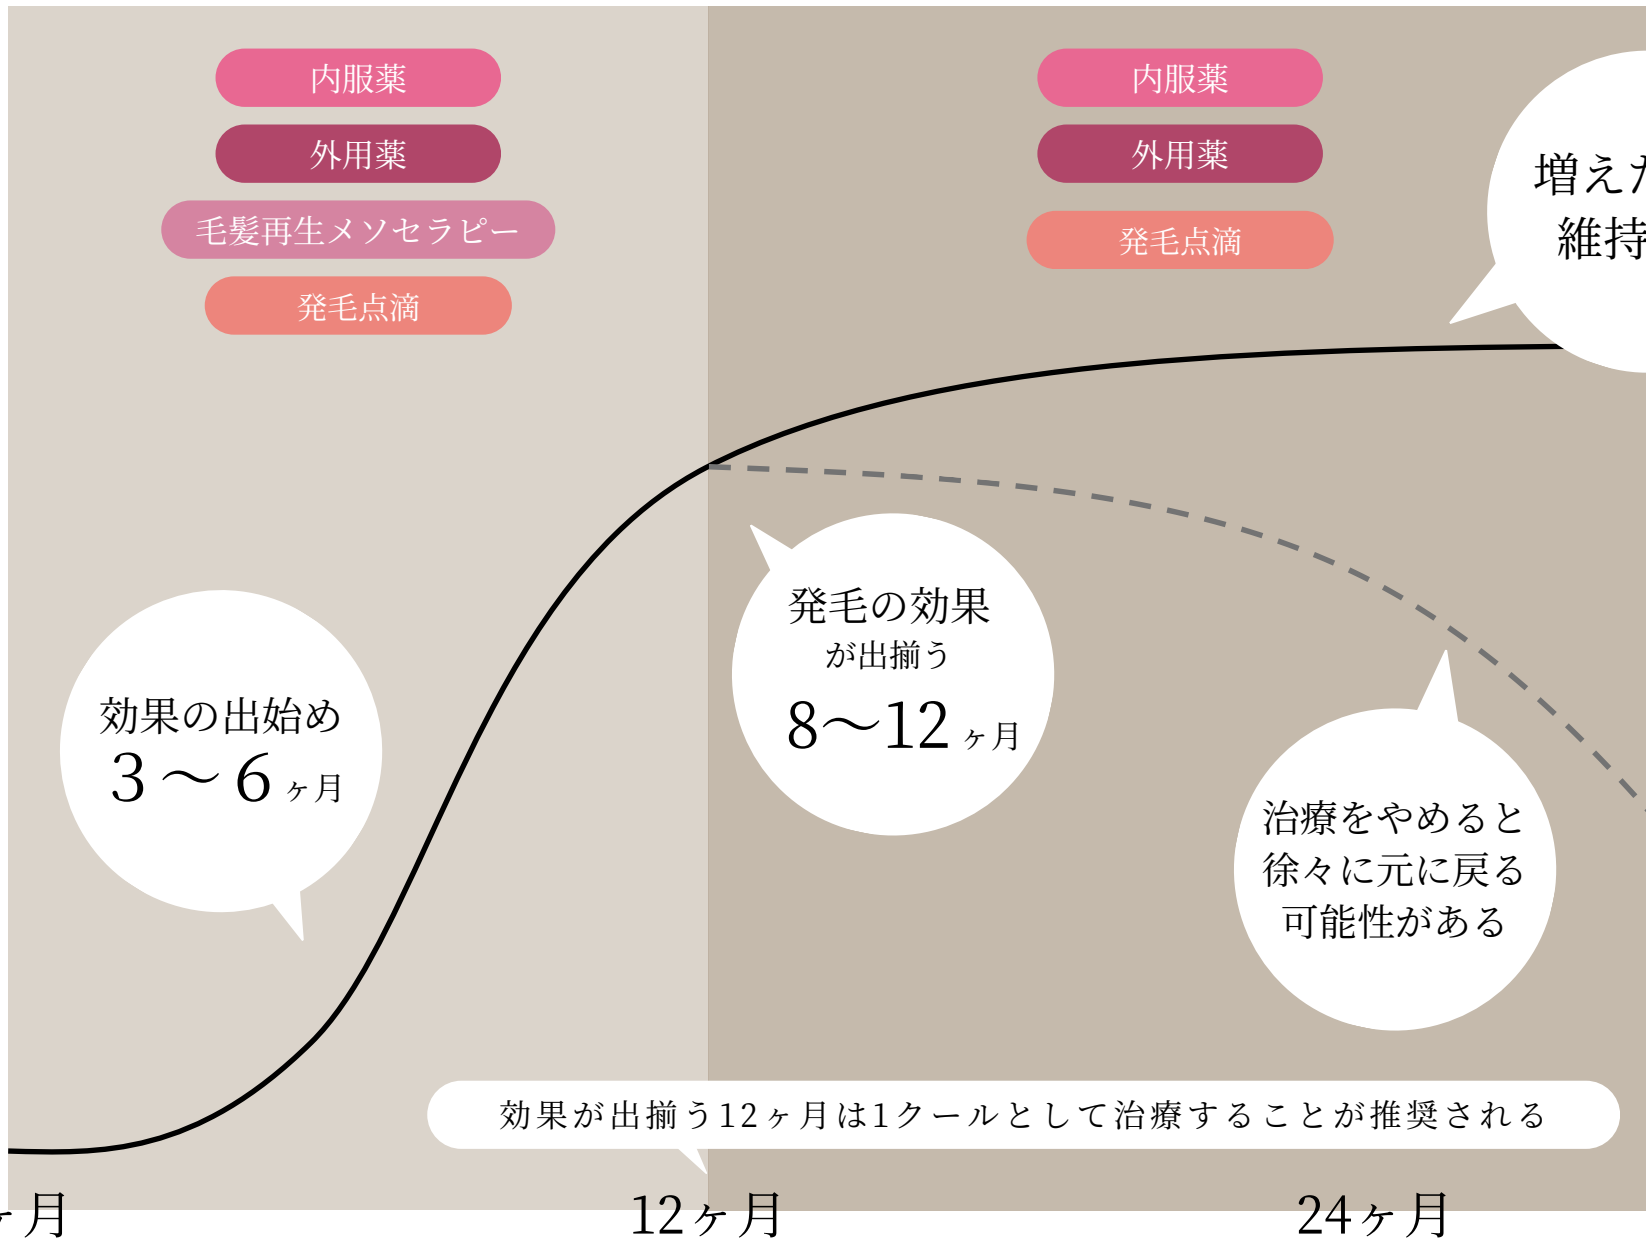 内服薬
外用薬
毛髪再生メソセラピー
発毛点滴
内服薬
外用薬
発毛点滴
増えた
維持
効果の出始め
3〜6ヶ月
発毛の効果
が出揃う
8〜12ヶ月
治療をやめると
徐々に元に戻る
可能性がある
効果が出揃う12ヶ月は1クールとして治療することが推奨される
ヶ月
12ヶ月
24ヶ月